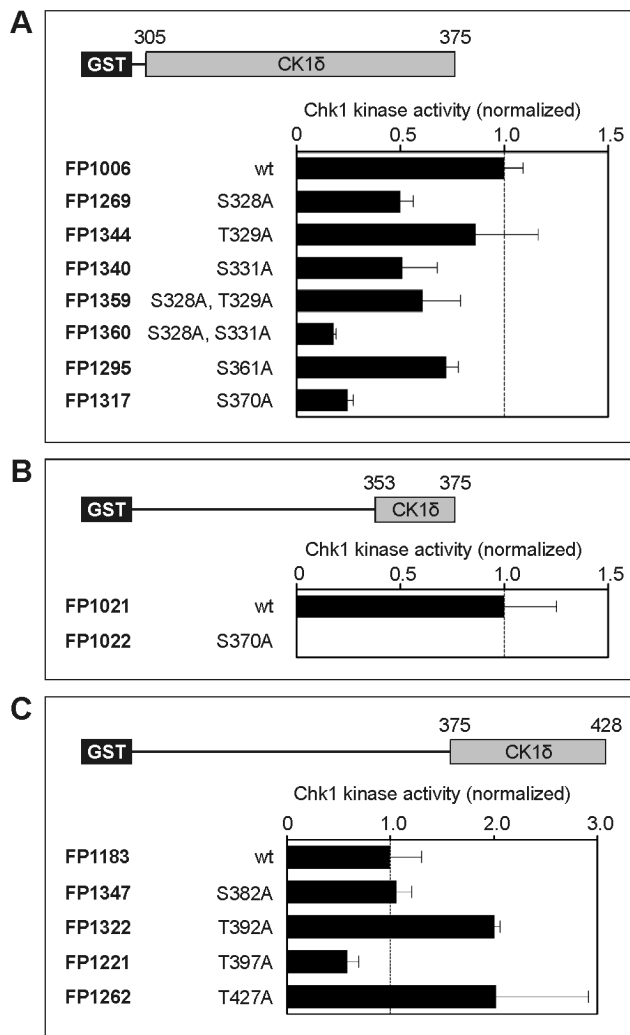 A
305 375
GST CK1δ
Chk1 kinase activity (normalized)
0 0.5 1.0 1.5
FP1006 wt
FP1269 S328A
FP1344 T329A
FP1340 S331A
FP1359 S328A, T329A
FP1360 S328A, S331A
FP1295 S361A
FP1317 S370A
B
353 375
GST CK1δ
Chk1 kinase activity (normalized)
0 0.5 1.0 1.5
FP1021 wt
FP1022 S370A
C
375 428
GST CK1δ
Chk1 kinase activity (normalized)
0 1.0 2.0 3.0
FP1183 wt
FP1347 S382A
FP1322 T392A
FP1221 T397A
FP1262 T427A